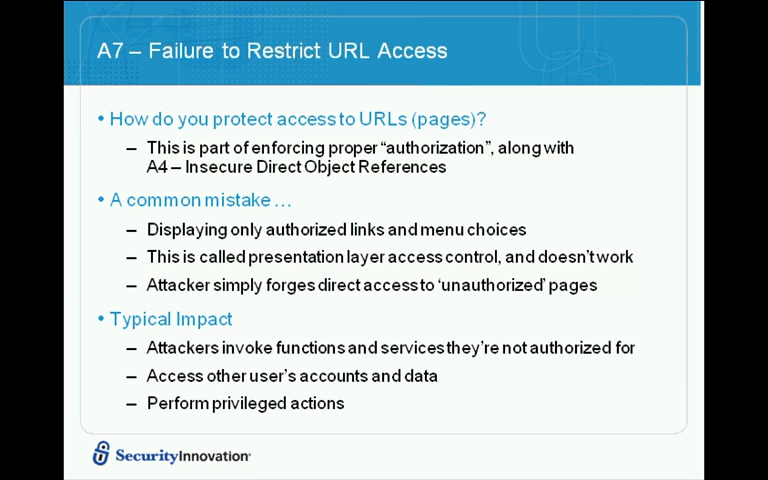 A7 – Failure to Restrict URL Access
• How do you protect access to URLs (pages)?
– This is part of enforcing proper “authorization”, along with
A4 – Insecure Direct Object References
• A common mistake …
– Displaying only authorized links and menu choices
– This is called presentation layer access control, and doesn’t work
– Attacker simply forges direct access to ‘unauthorized’ pages
• Typical Impact
– Attackers invoke functions and services they’re not authorized for
– Access other user’s accounts and data
– Perform privileged actions
SecurityInnovation